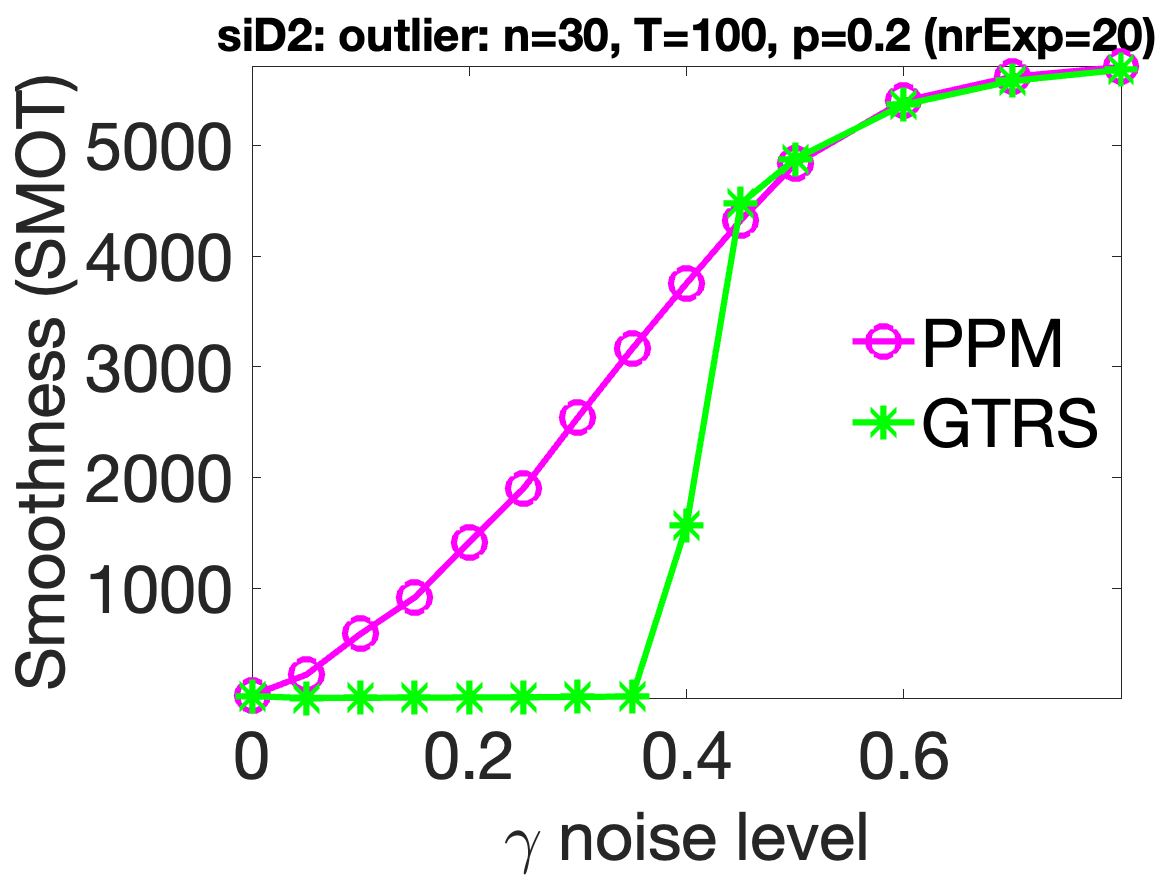 siD2: outlier: n=30, T=100, p=0.2 (nrExp=20)
Smoothness (SMOT)
5000
4000
3000
2000
1000
PPM
GTRS
0 0.2 0.4 0.6
γ noise level